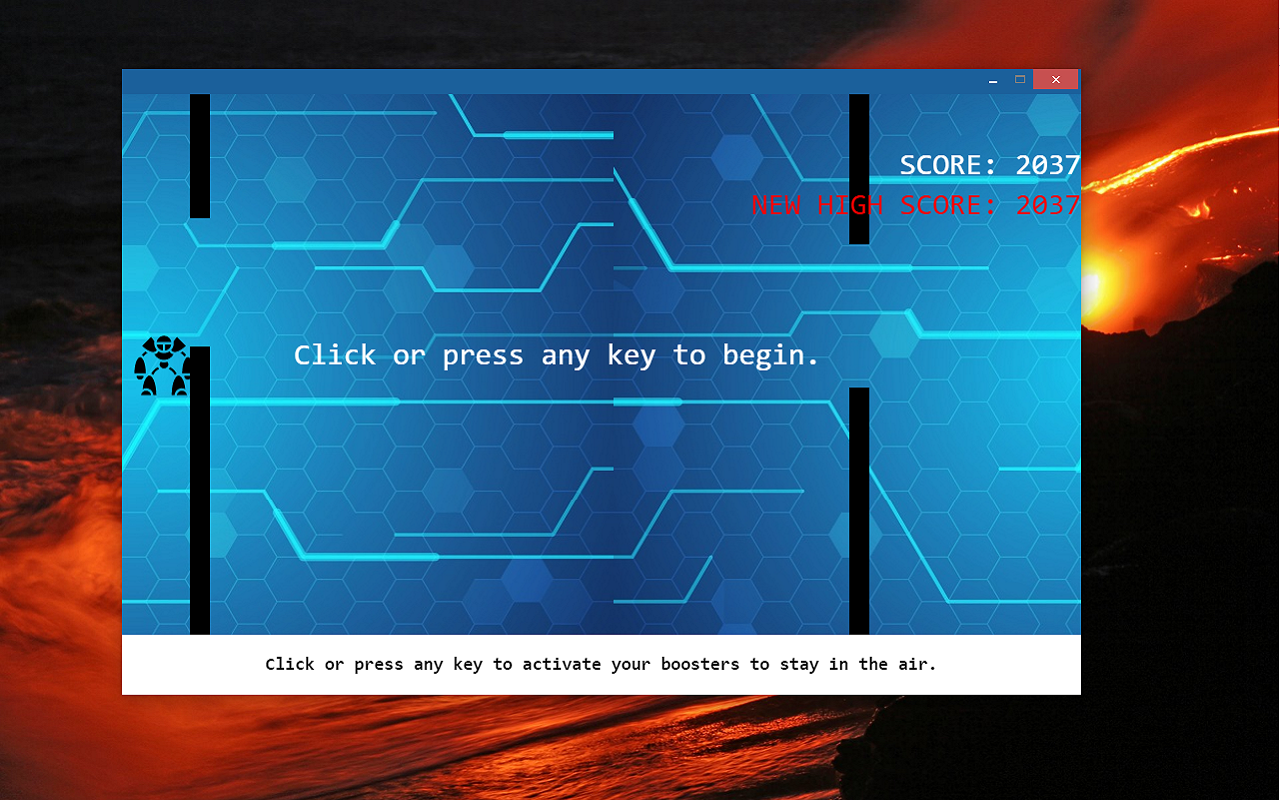 SCORE: 2037
NEW HIGH SCORE: 2037
Click or press any key to begin.
Click or press any key to activate your boosters to stay in the air.